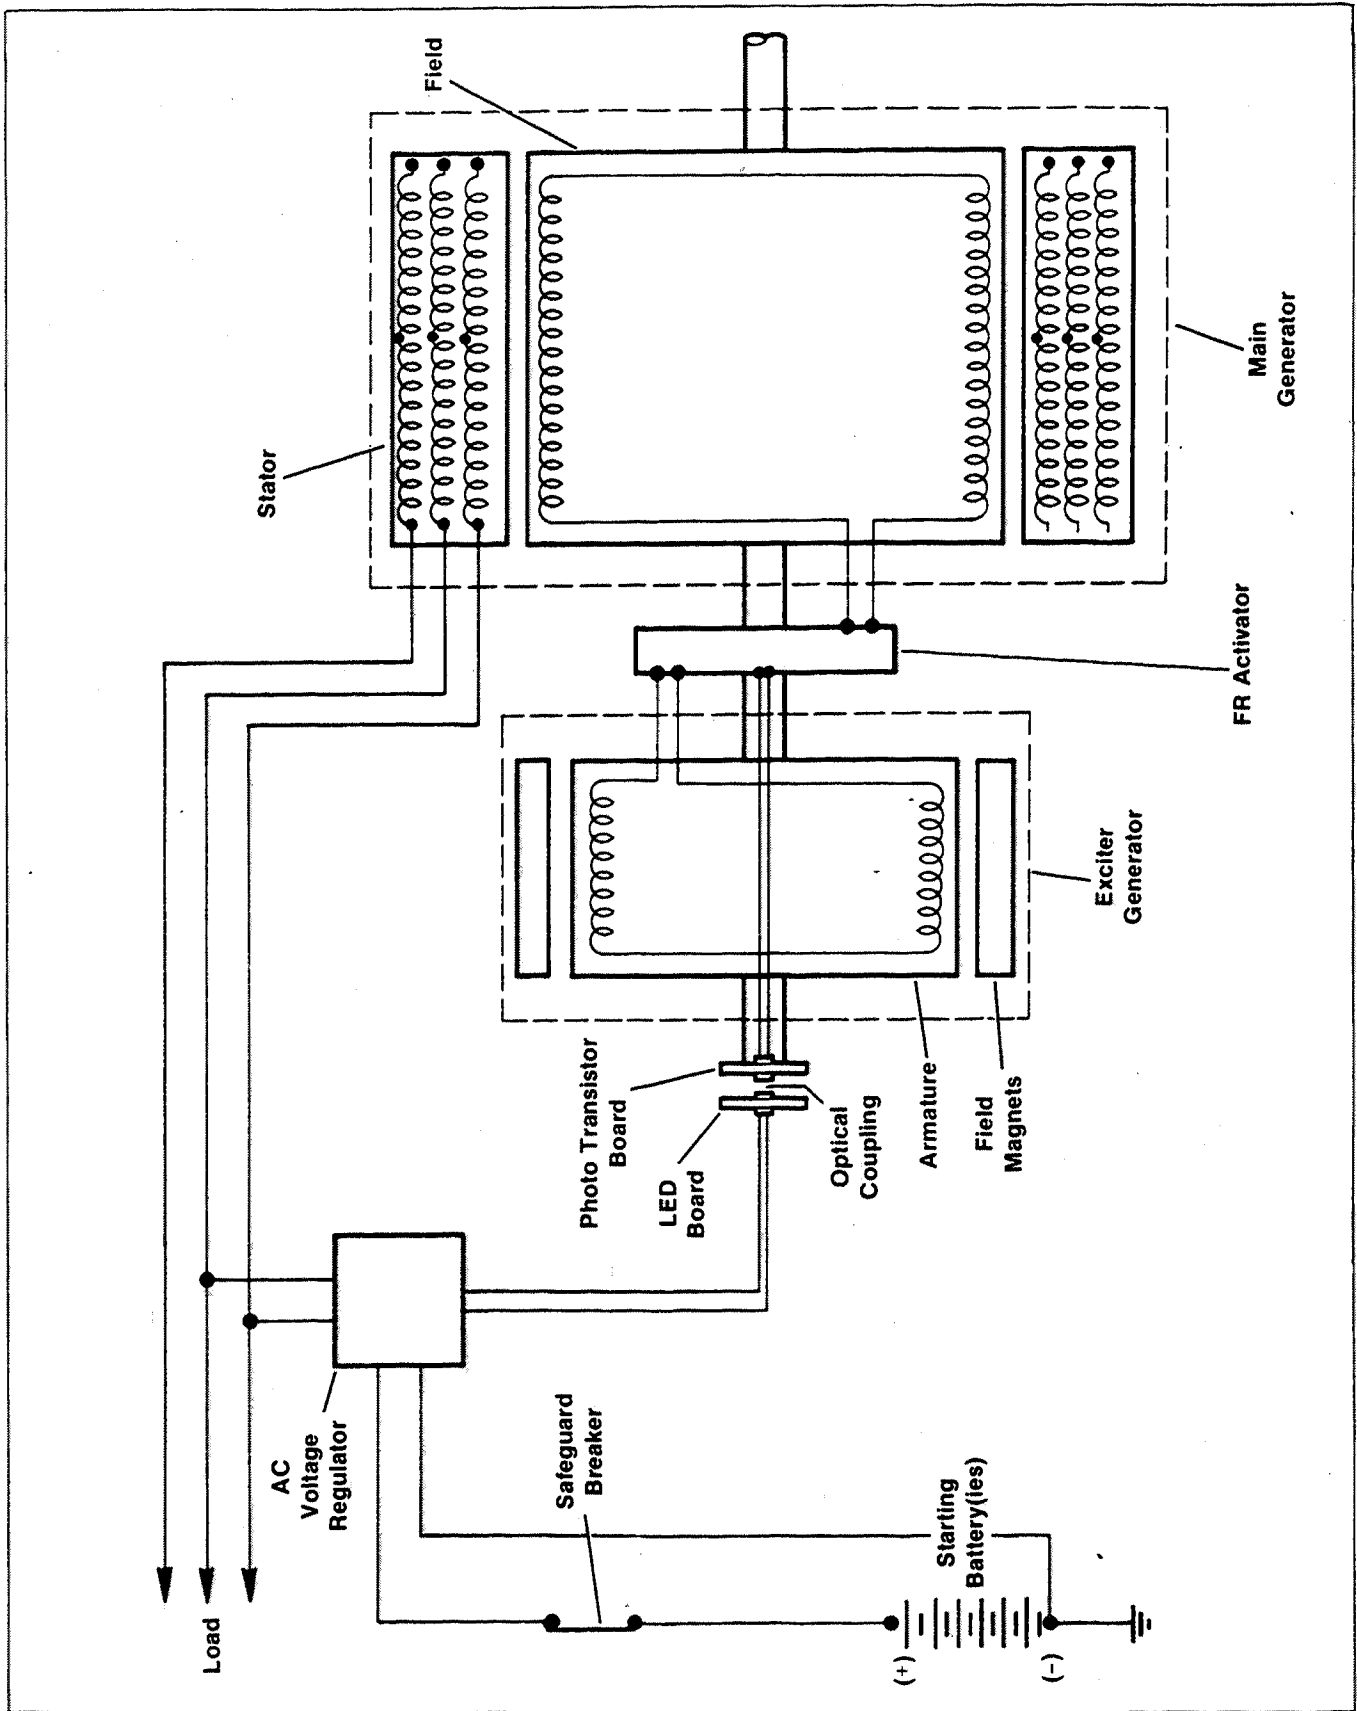 Field
Stator
Main
Generator
FR Activator
Exciter
Generator
Photo Transistor
Board
LED
Board
Optical
Coupling
Armature
Field
Magnets
AC
Voltage
Regulator
Safeguard
Breaker
Starting
Battery(ies)
Load
(+)
(–)